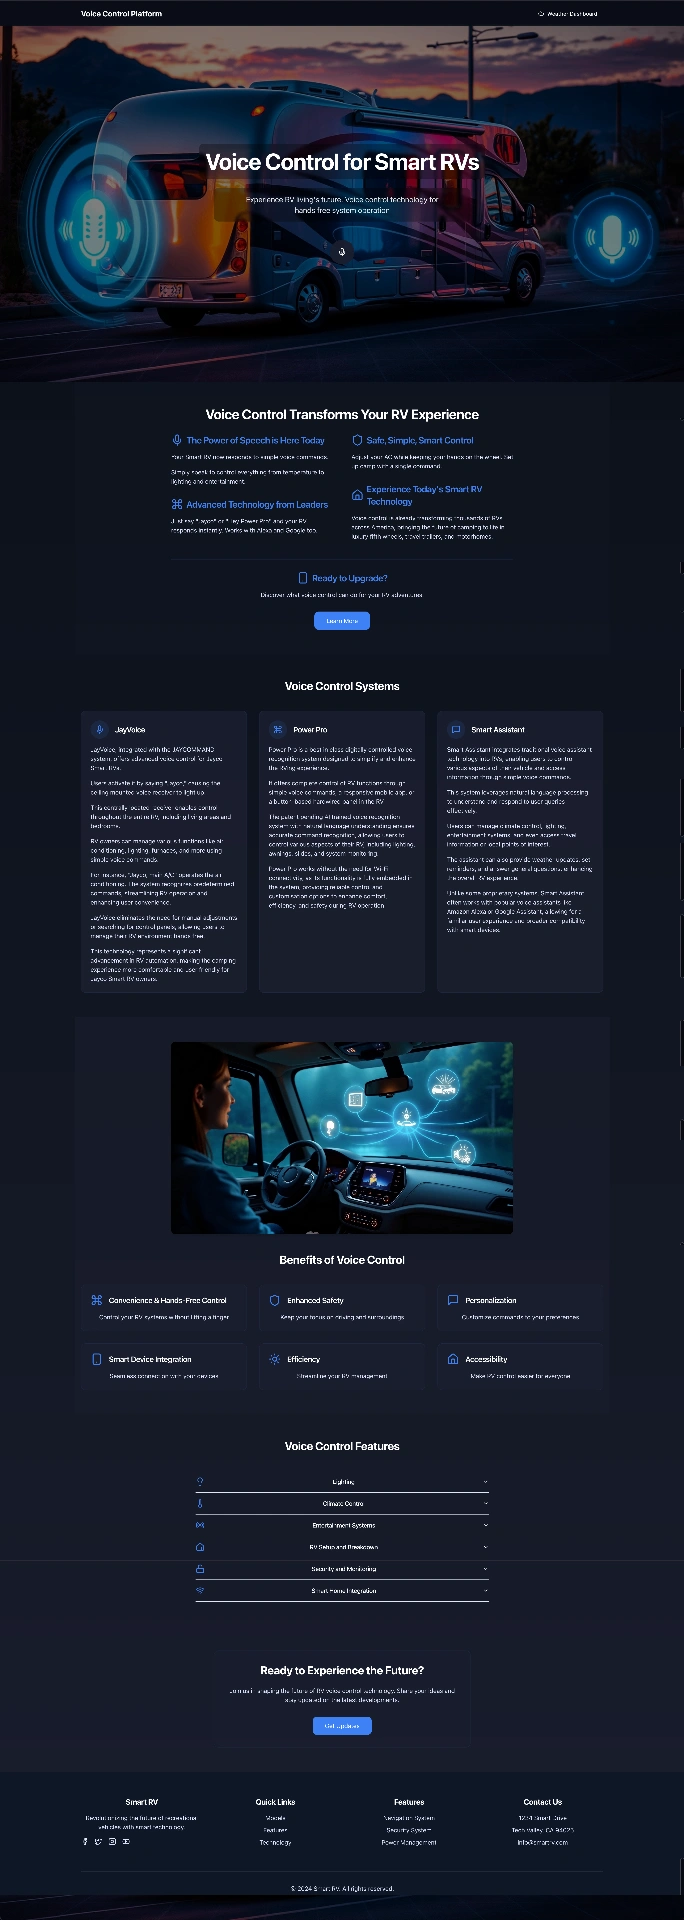 Voice Control Platform
Weather Dashboard
Voice Control for Smart RVs
Experience RV living's future. Voice control technology for
hands free system operation
Voice Control Transforms Your RV Experience
The Power of Speech is Here Today
Your Smart RV now responds to simple voice commands.
Simply speak to control everything from temperature to
lighting and entertainment.
Advanced Technology from Leaders
Just say "Jayco" or "Hey Power Pro" and your RV
responds instantly. Works with Alexa and Google too.
Safe, Simple, Smart Control
Adjust your AC while keeping your hands on the wheel. Set
up camp with a single command.
Experience Today's Smart RV
Technology
Voice control is already transforming thousands of RVs
across America, bringing the future of camping to life in
luxury fifth wheels, travel trailers, and motorhomes.
Ready to Upgrade?
Discover what voice control can do for your RV adventures
Learn More
Voice Control Systems
JayVoice
JayVoice, integrated with the JAYCOMMAND
system, offers advanced voice control for Jayco
Smart RVs.
Users activate it by saying "Jayco," causing the
ceiling mounted voice receiver to light up.
This centrally located receiver enables control
throughout the entire RV, including living areas and
bedrooms.
RV owners can manage various functions like air
conditioning, lighting, furnaces, and more using
simple voice commands.
For instance, "Jayco, main A/C" operates the air
conditioning. The system recognizes predetermined
commands, streamlining RV operation and
enhancing user convenience.
JayVoice eliminates the need for manual adjustments
or searching for control panels, allowing users to
manage their RV environment hands free.
This technology represents a significant
advancement in RV automation, making the camping
experience more comfortable and user friendly for
Jayco Smart RV owners.
Power Pro
Power Pro is a best in class digitally controlled voice
recognition system designed to simplify and enhance
the RVing experience.
It offers complete control of RV functions through
simple voice commands, a responsive mobile app, or
a button based hardwired panel in the RV
The patent pending AI trained voice recognition
system with natural language understanding ensures
accurate command recognition, allowing users to
control various aspects of their RV, including lighting,
awnings, slides, and system monitoring.
Power Pro works without the need for Wi-Fi
connectivity, as its functionality is fully embedded in
the system, providing reliable control and
customisation options to enhance comfort,
efficiency, and safety during RV operation
Smart Assistant
Smart Assistant integrates traditional voice assistant
technology into RVs, enabling users to control
various aspects of their vehicle and access
information through simple voice commands.
This system leverages natural language processing
to understand and respond to user queries
effectively.
Users can manage climate control, lighting,
entertainment systems, and even access travel
information or local points of interest.
The assistant can also provide weather updates, set
reminders, and answer general questions, enhancing
the overall RV experience.
Unlike some proprietary systems, Smart Assistant
often works with popular voice assistants like
Amazon Alexa or Google Assistant, allowing for a
familiar user experience and broader compatibility
with smart devices.
Benefits of Voice Control
Convenience & Hands-Free Control
Control your RV systems without lifting a finger
Enhanced Safety
Keep your focus on driving and surroundings
Personalization
Customize commands to your preferences
Smart Device Integration
Seamless connection with your devices
Efficiency
Streamline your RV management
Accessibility
Make RV control easier for everyone
Voice Control Features
Lighting
Climate Control
Entertainment Systems
RV Setup and Breakdown
Security and Monitoring
Smart Home Integration
Ready to Experience the Future?
Join us in shaping the future of RV voice control technology. Share your ideas and
stay updated on the latest developments.
Get Updates
Smart RV
Revolutionizing the future of recreational
vehicles with smart technology.
Quick Links
Models
Features
Technology
Features
Navigation System
Security System
Power Management
Contact Us
1234 Smart Drive
Tech Valley, CA 94025
info@smartrv.com
© 2024 Smart RV. All rights reserved.